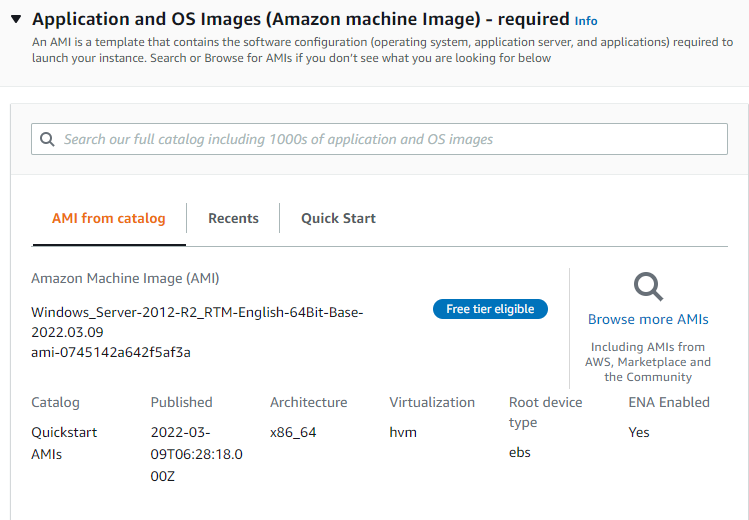 Application and OS Images (Amazon machine Image) - required Info
An AMI is a template that contains the software configuration (operating system, application server, and applications) required to
launch your instance. Search or Browse for AMIs if you don't see what you are looking for below
Search our full catalog including 1000s of application and OS images
AMI from catalog
Recents
Quick Start
Amazon Machine Image (AMI)
Windows_Server-2012-R2_RTM-English-64Bit-Base-
2022.03.09
ami-0745142a642f5af3a
Free tier eligible
Browse more AMIs
Including AMIs from
AWS, Marketplace and
the Community
Catalog
Quickstart
AMIs
Published
2022-03-
09T06:28:18.0
00Z
Architecture
x86_64
Virtualization
hvm
Root device
type
ebs
ENA Enabled
Yes